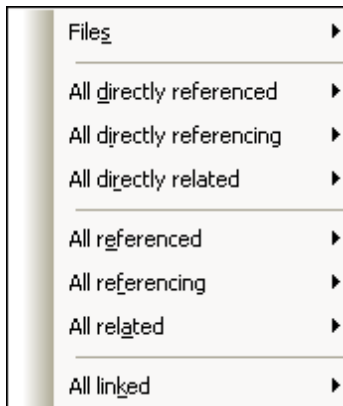 Files
All directly referenced
All directly referencing
All directly related
All referenced
All referencing
All related
All linked